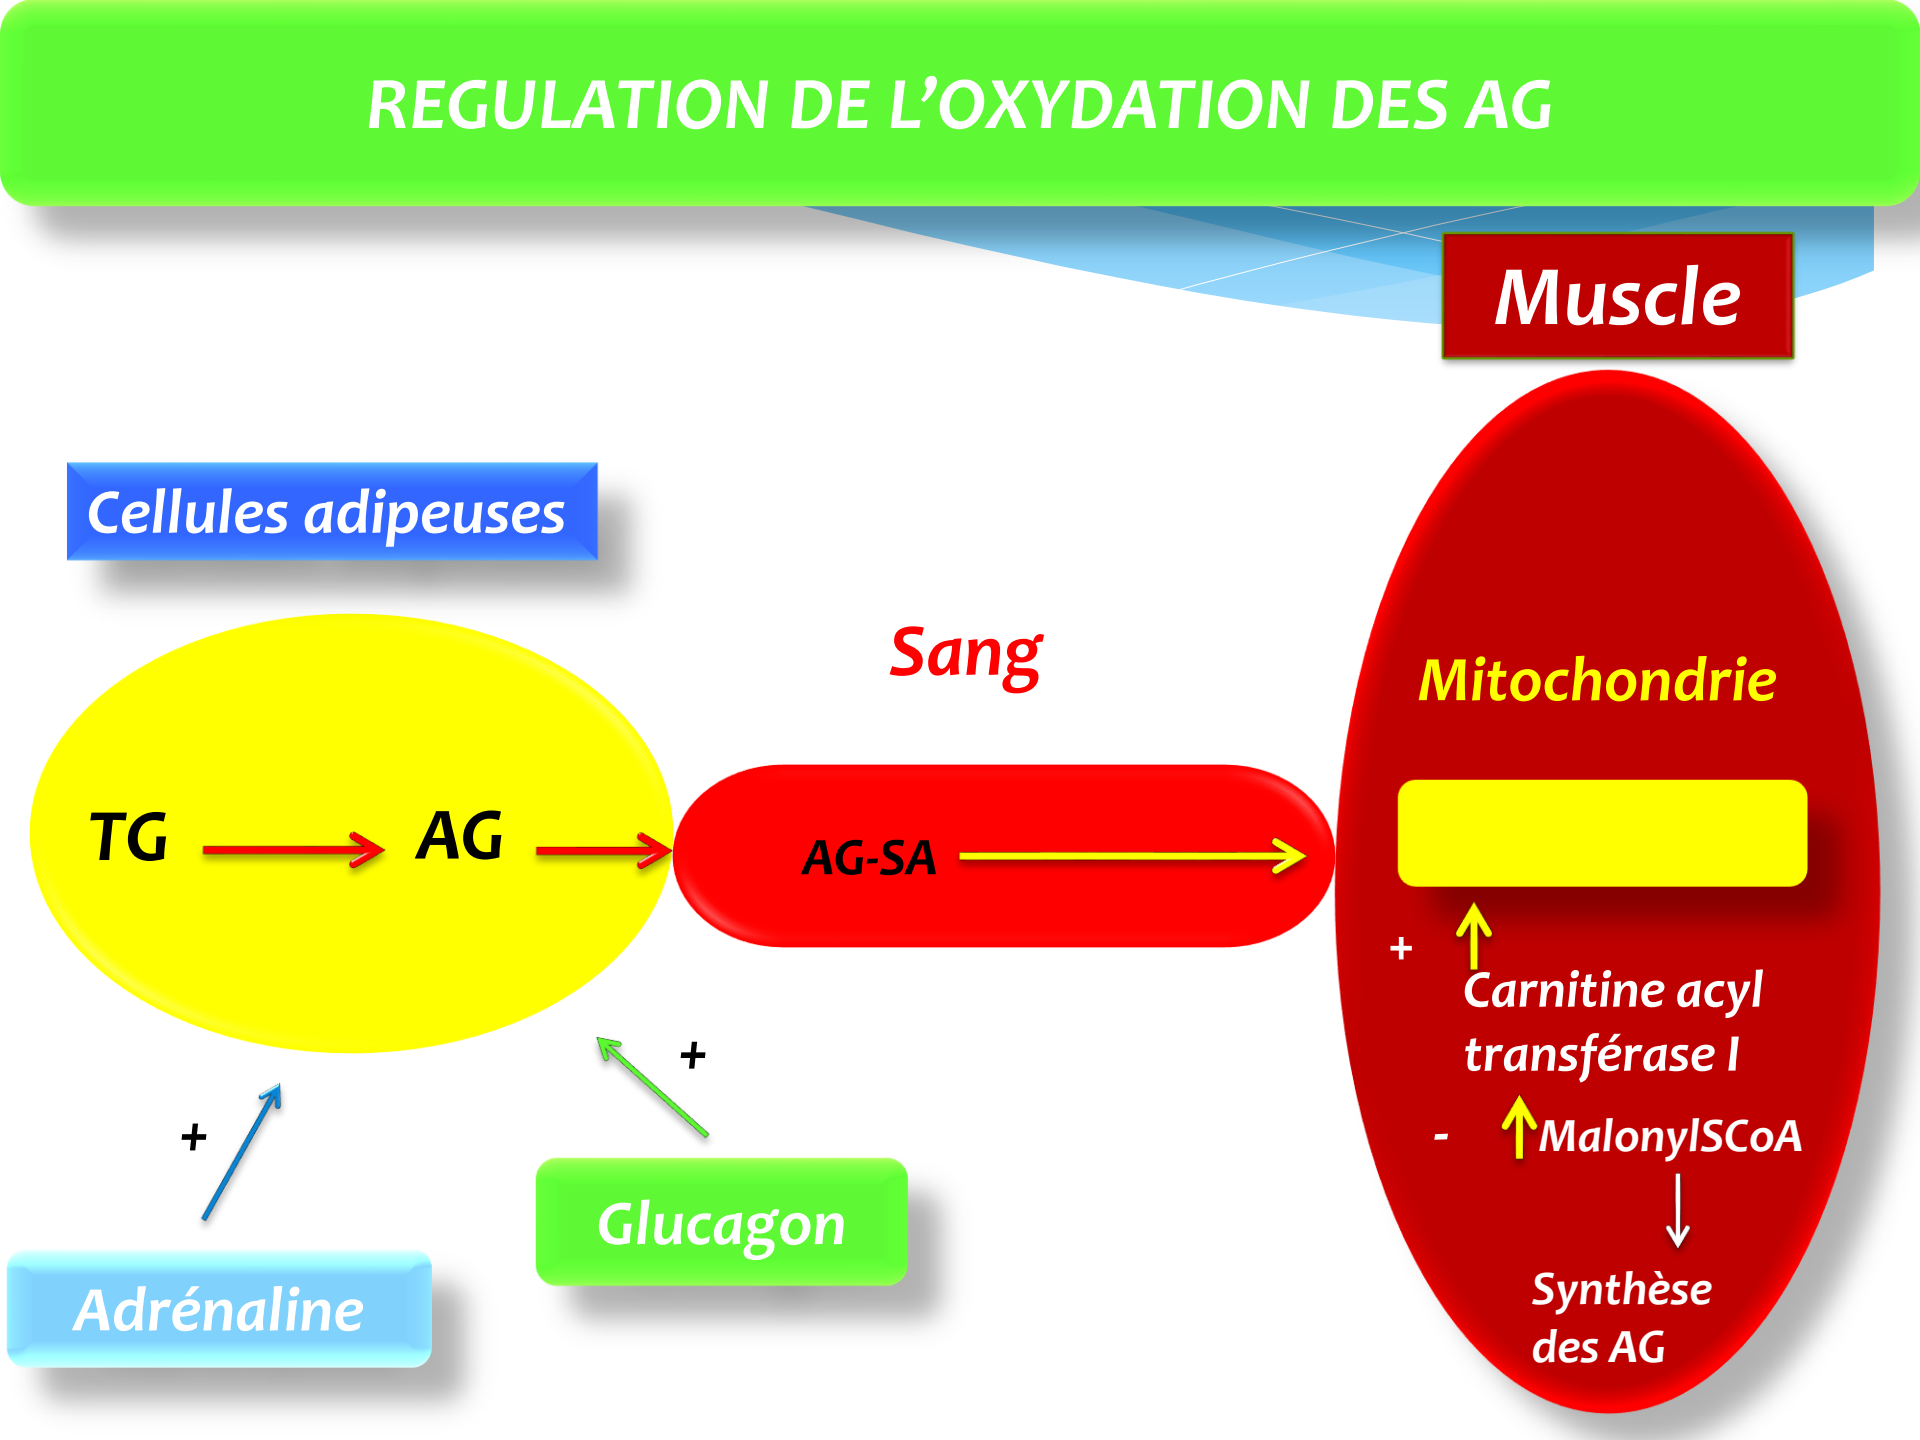 REGULATION DE L’OXYDATION DES AG
Muscle
Cellules adipeuses
Sang
Mitochondrie
TG
AG
AG-SA
+
Carnitine acyl
transférase I
+
+
-
MalonylSCoA
Glucagon
Adrénaline
Synthèse
des AG